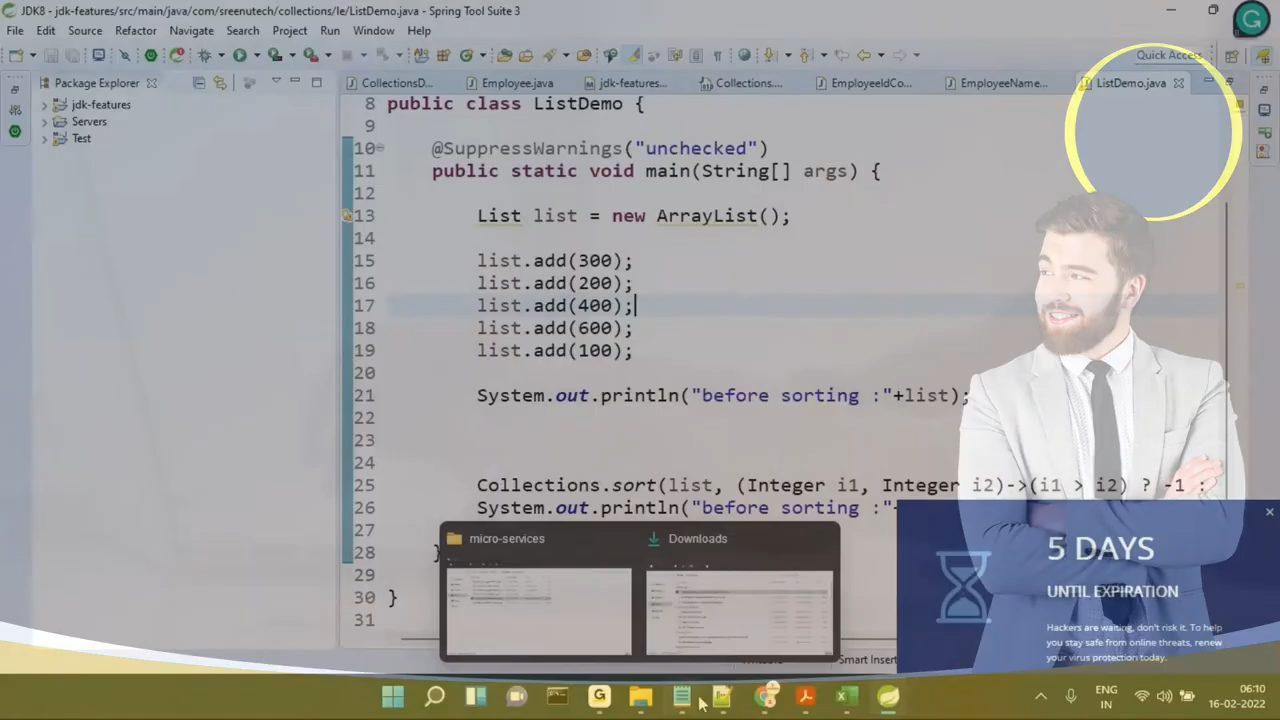 JDK8 - jdk-features/src/main/java/com/sreenutech/collections/le/ListDemo.java - Spring Tool Suite 3
File Edit Source Refactor Navigate Search Project Run Window Help
Quick Access
Package Explorer
CollectionsD... Employee.java jdk-features... Collections.... EmployeeIdCo... EmployeeName... ListDemo.java
jdk-features
Servers
Test
8 public class ListDemo {
9
10 @SuppressWarnings("unchecked")
11 public static void main(String[] args) {
12
13 List list = new ArrayList();
14
15 list.add(300);
16 list.add(200);
17 list.add(400);
18 list.add(600);
19 list.add(100);
20
21 System.out.println("before sorting :"+list);
22
23
24
25 Collections.sort(list, (Integer i1, Integer i2)->(i1 > i2) ? -1 :
26 System.out.println("before sorting :"
27
28 }
29
30 }
31
micro-services
Downloads
5 DAYS
UNTIL EXPIRATION
Hackers are waiting, don't risk it. To help
you stay safe from online threats, renew
your virus protection today.
Smart Insert
ENG
IN
06:10
16-02-2022